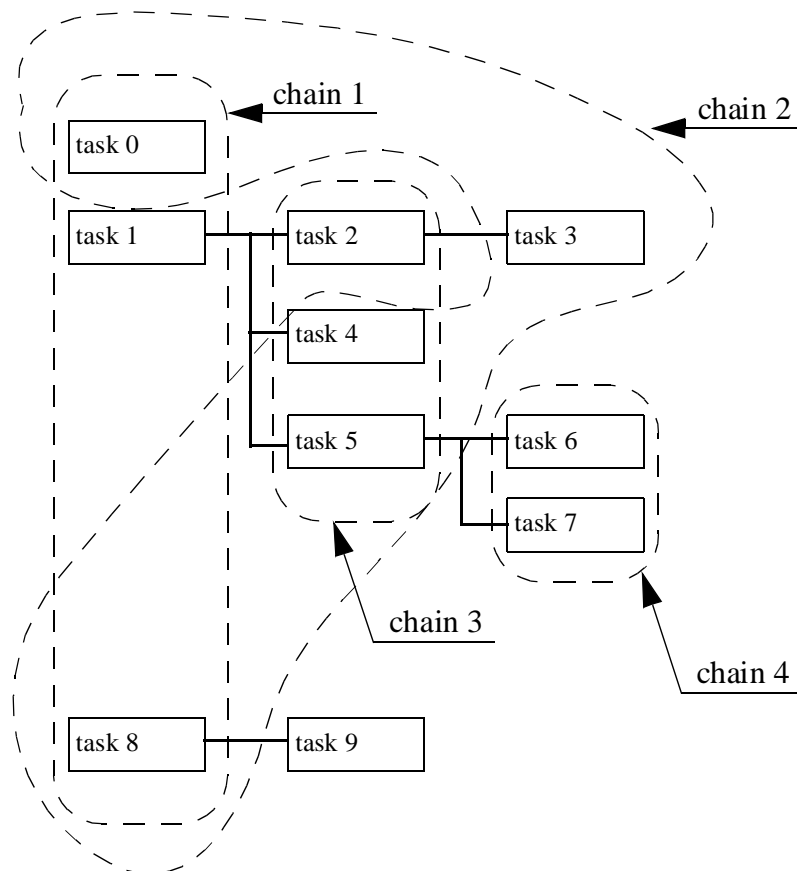 chain 1
chain 2
task 0
task 1
task 2
task 3
task 4
task 5
task 6
task 7
chain 3
chain 4
task 8
task 9